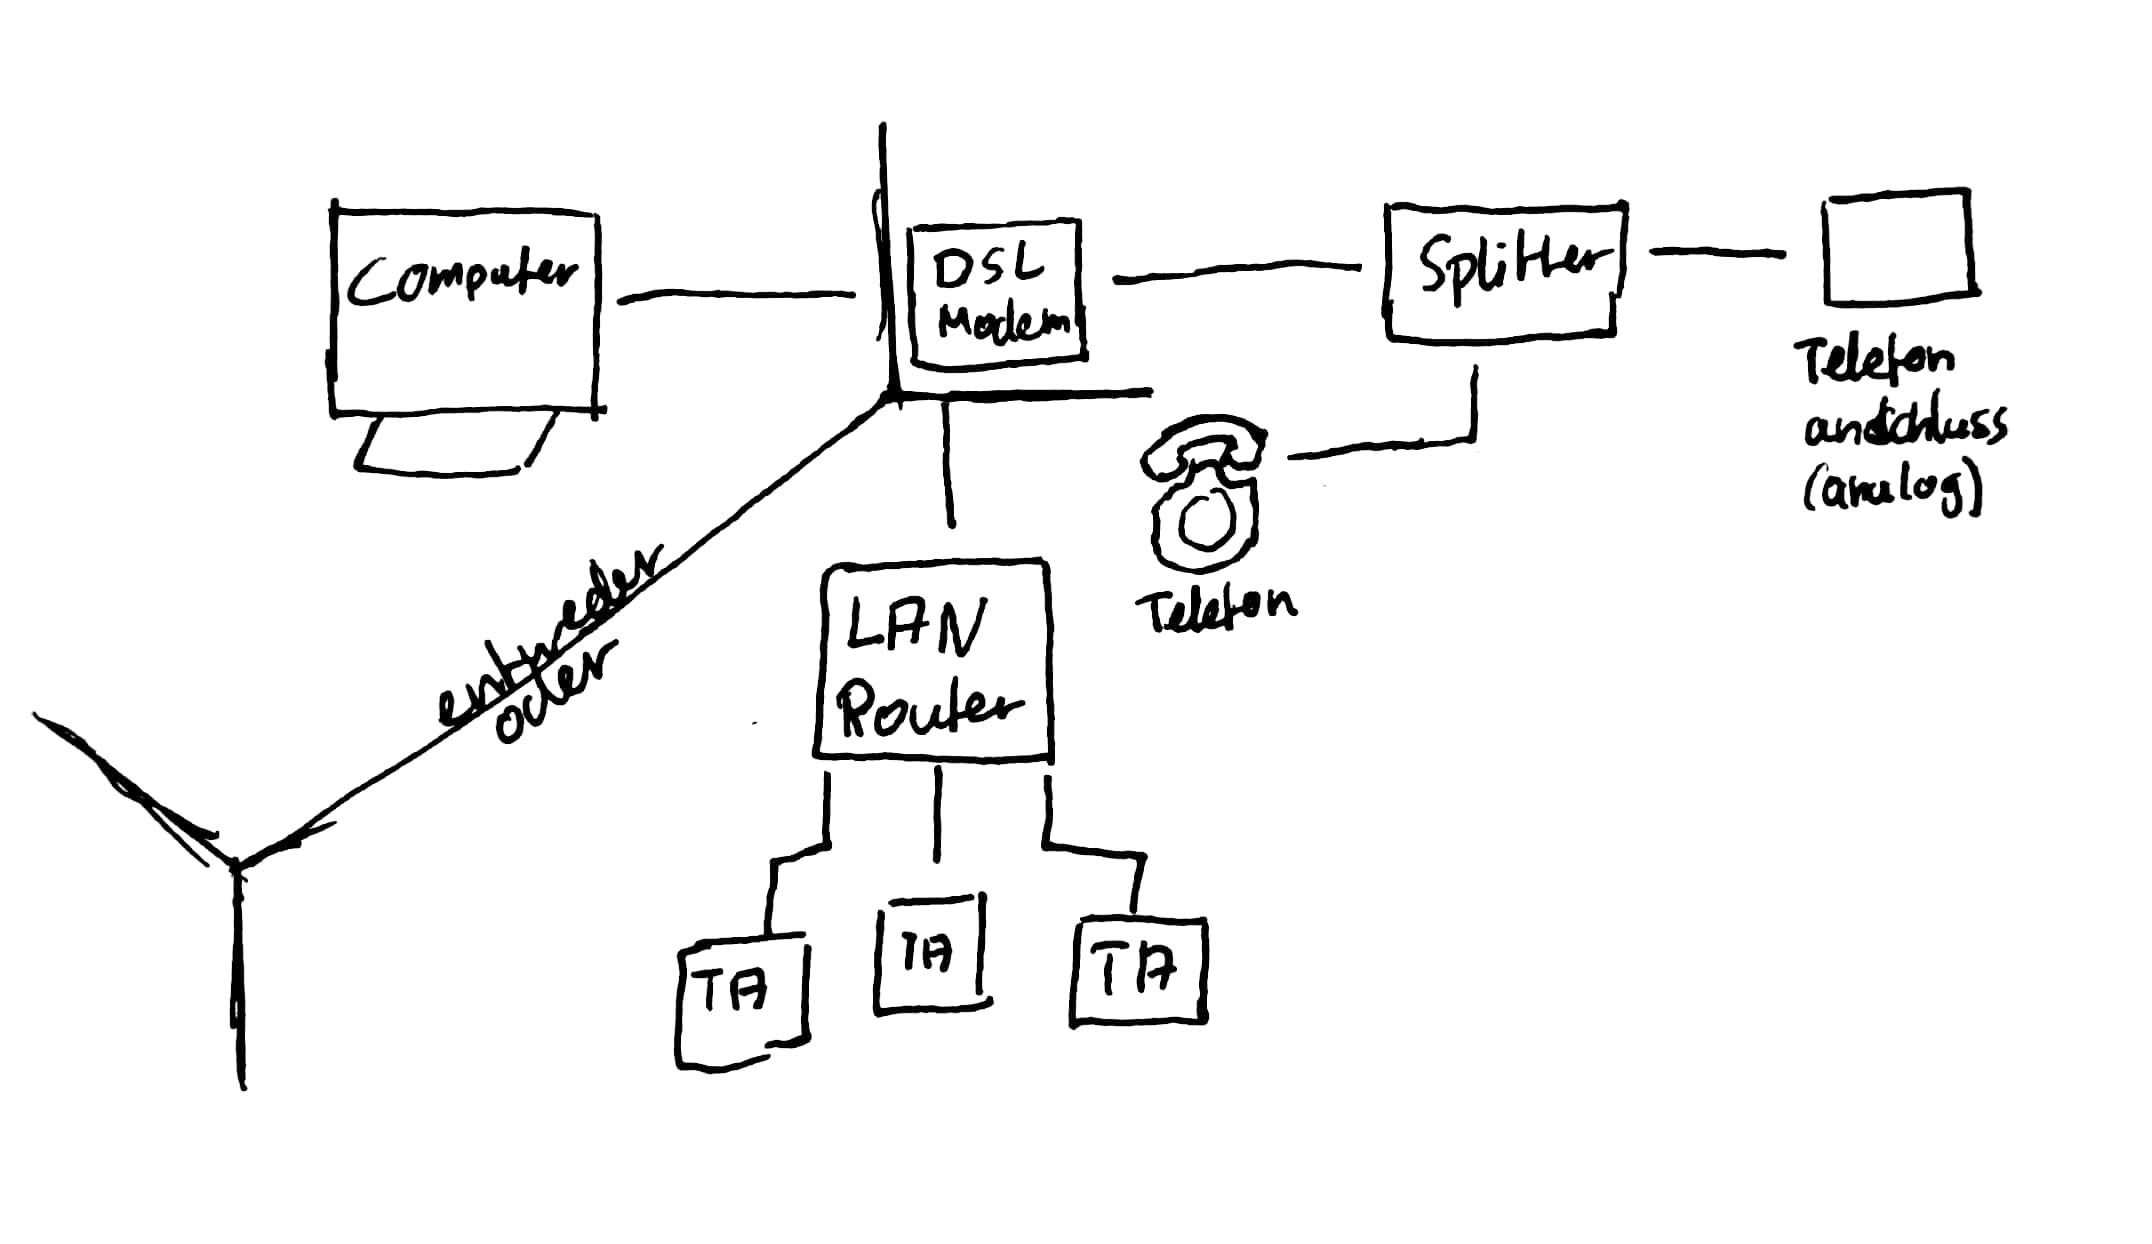 Computer
DSL
Modem
Splitter
Telefon
anschluss
(analog)
Telefon
entweder
oder
LAN
Router
TA
TA
TA